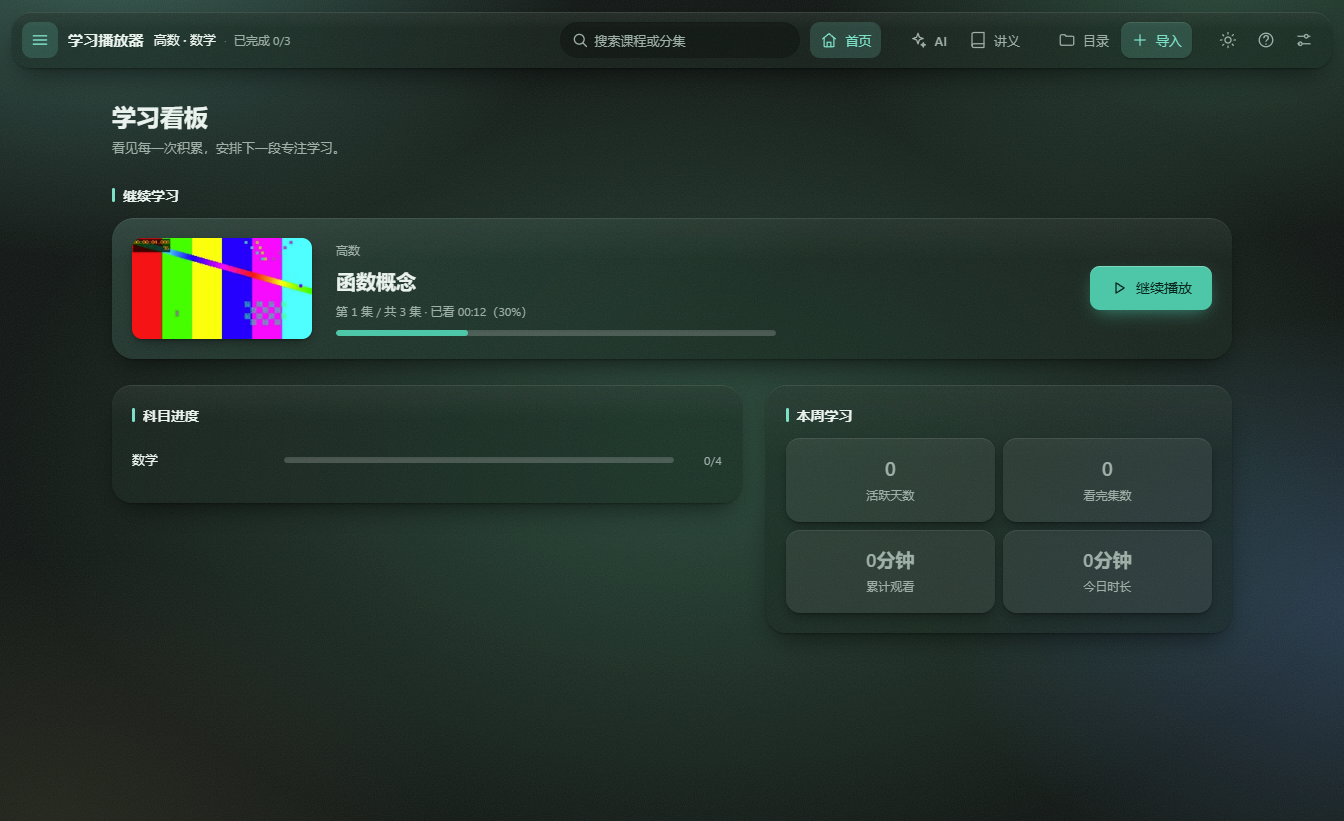 学习播放器 高数 · 数学 · 已完成 0/3
搜索课程或分集
首页
AI
讲义
目录
导入
学习看板
看见每一次积累，安排下一段专注学习。
继续学习
高数
函数概念
第 1 集 / 共 3 集 · 已看 00:12（30%）
继续播放
科目进度
数学
0/4
本周学习
0
活跃天数
0
看完集数
0分钟
累计观看
0分钟
今日时长